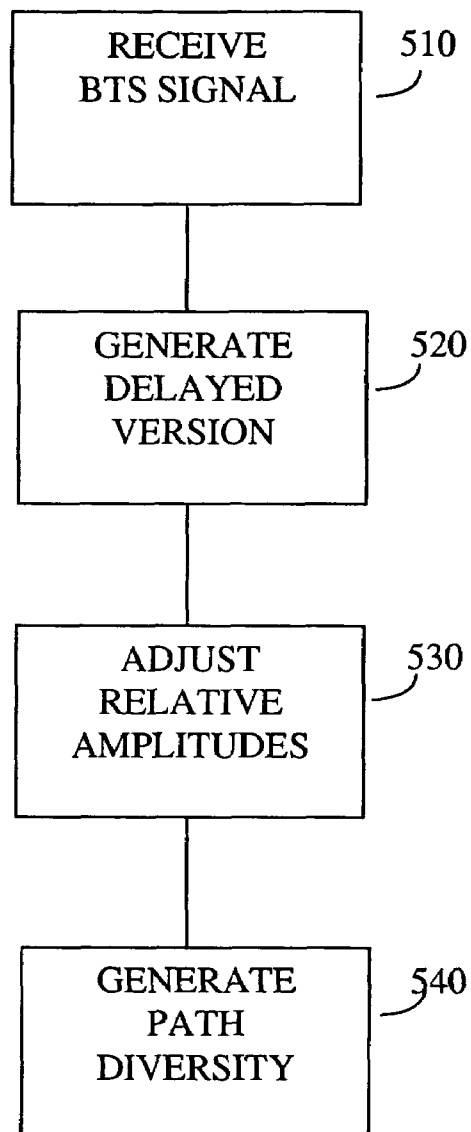 RECEIVE
BTS SIGNAL
510
GENERATE
DELAYED
VERSION
520
ADJUST
RELATIVE
AMPLITUDES
530
GENERATE
PATH
DIVERSITY
540